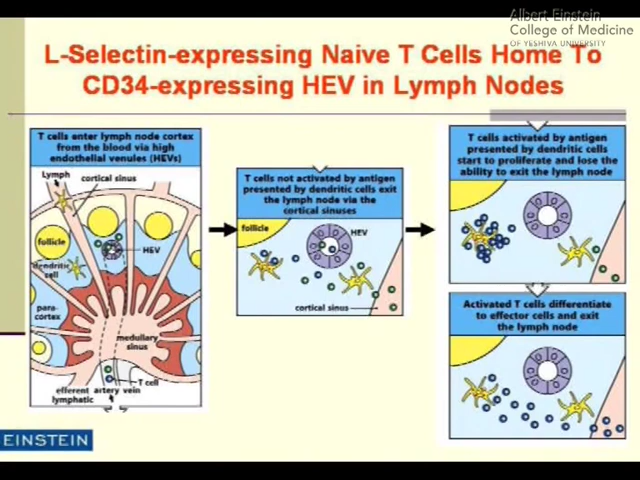 Albert Einstein
College of Medicine
OF YESHIVA UNIVERSITY
L-Selectin-expressing Naive T Cells Home To
CD34-expressing HEV in Lymph Nodes
T cells enter lymph node cortex
from the blood via high
endothelial venules (HEVs)
Lymph
cortical sinus
follicle
HEV
dendritic
cell
para-
cortex
medullary
sinus
T cell
efferent artery vein
lymphatic
T cells not activated by antigen
presented by dendritic cells exit
the lymph node via the
cortical sinuses
follicle
HEV
cortical sinus
T cells activated by antigen
presented by dendritic cells
start to proliferate and lose the
ability to exit the lymph node
Activated T cells differentiate
to effector cells and exit
the lymph node
EINSTEIN